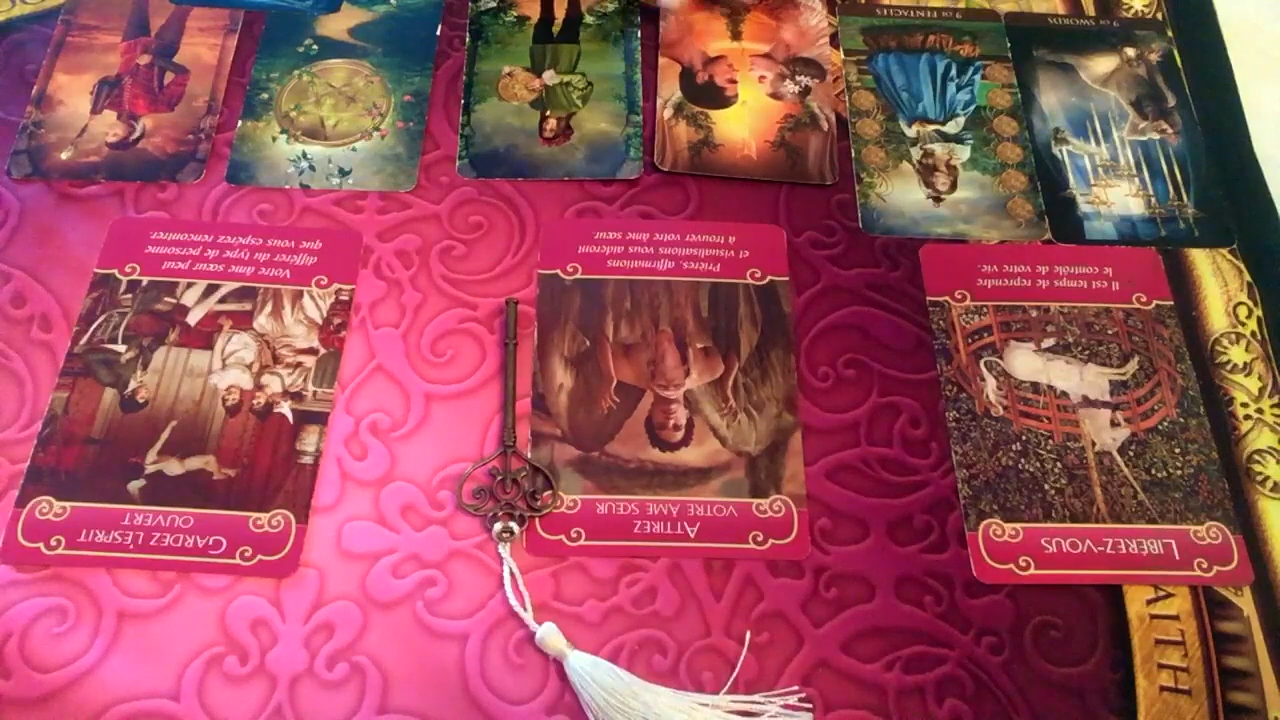 9 OF PENTACLES
9 OF SWORDS
Votre âme sœur peul
différer du type de personne
que vous espérez rencontrer.
GARDEZ L'ESPRIT
OUVERT
Prières, affirmations
et visualisations vous aideront
à trouver votre âme sœur
ATTIREZ
VOTRE ÂME SŒUR
Il est temps de reprendre
le contrôle de votre vie.
LIBÉREZ-VOUS
AITH